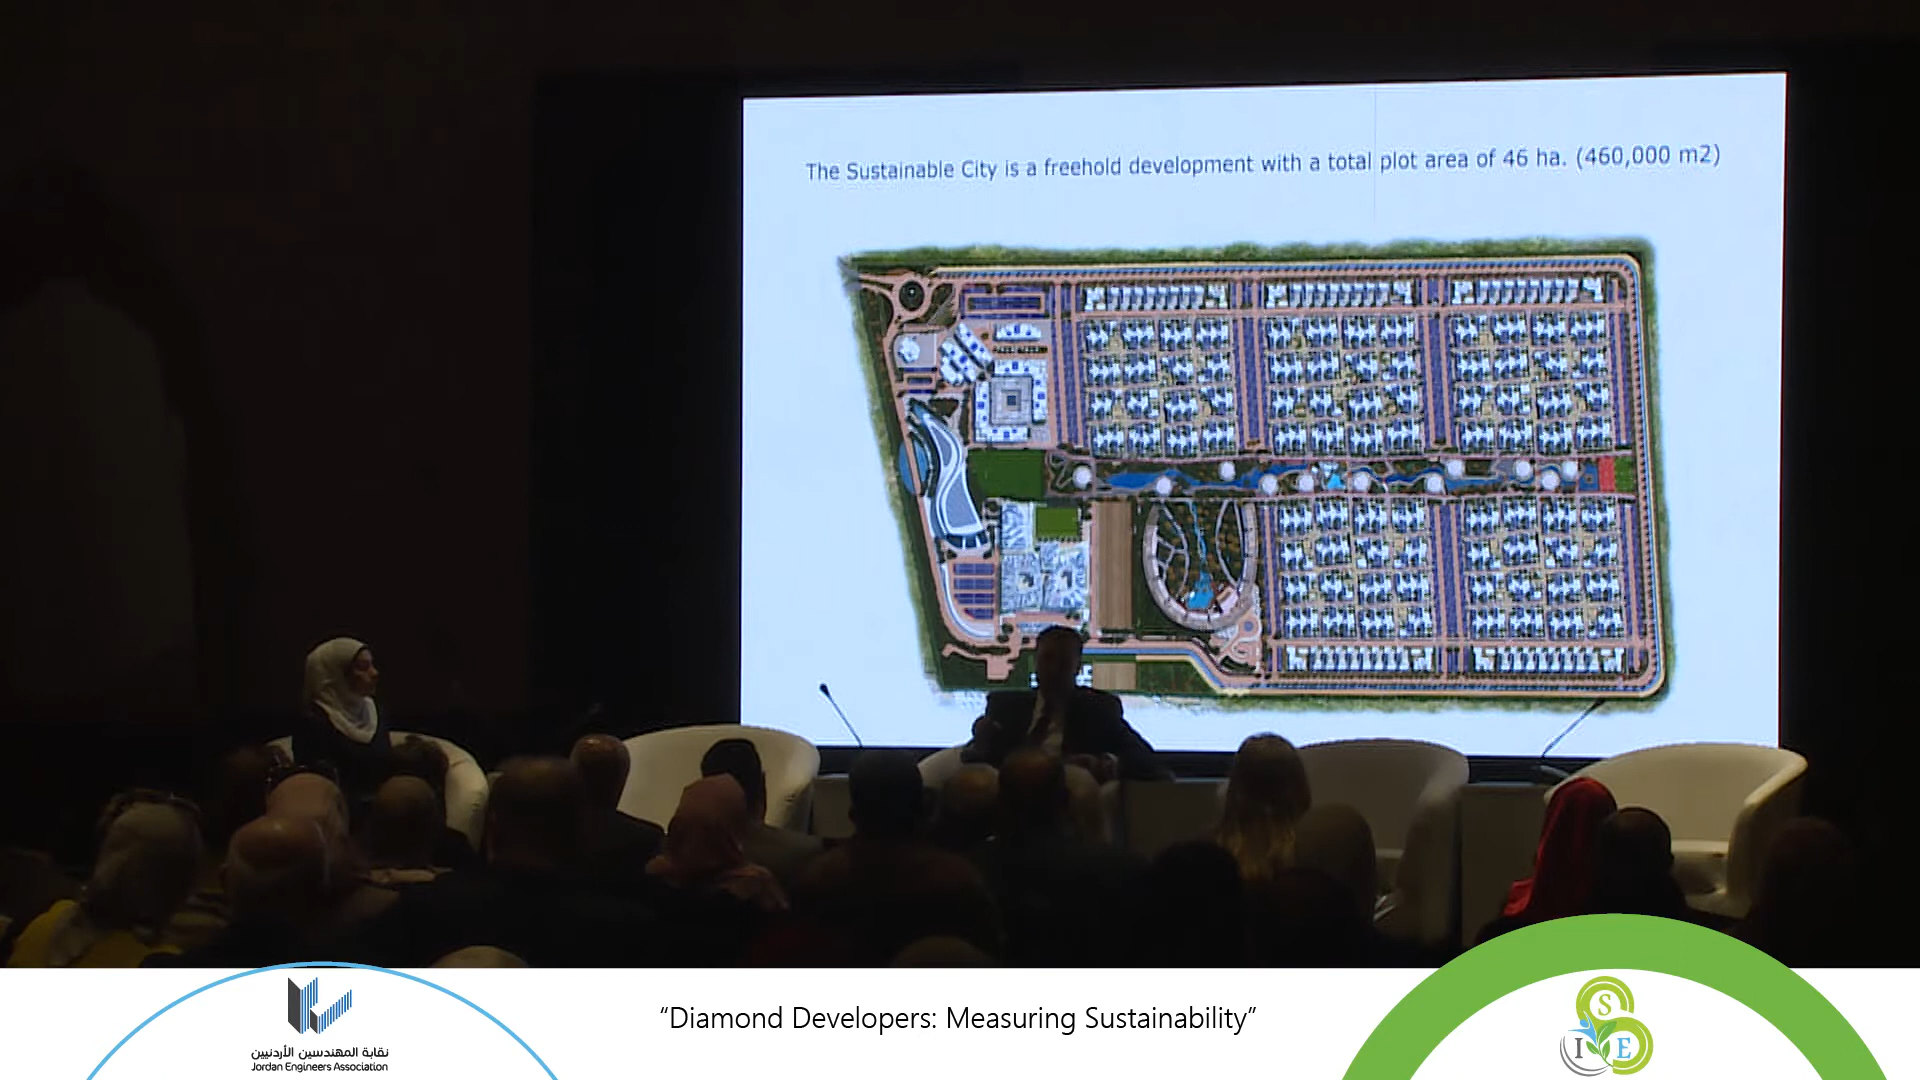 The Sustainable City is a freehold development with a total plot area of 46 ha. (460,000 m2)
نقابة المهندسين الأردنيين
Jordan Engineers Association
“Diamond Developers: Measuring Sustainability”
S
I E